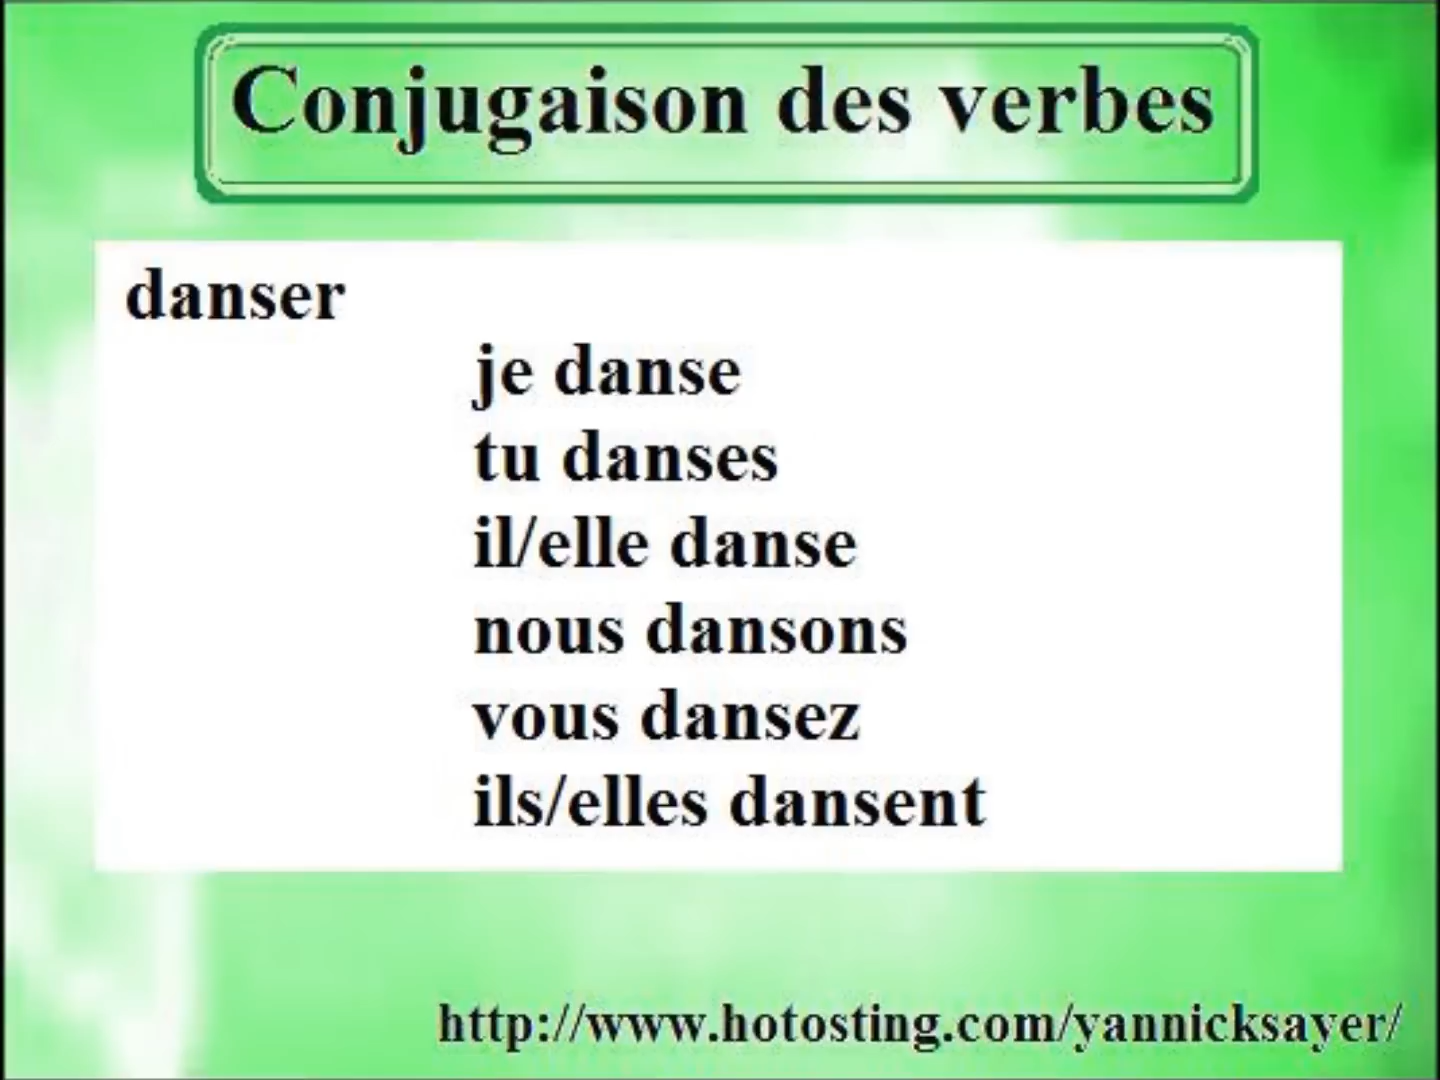 Conjugaison des verbes
danser
je danse
tu danses
il/elle danse
nous dansons
vous dansez
ils/elles dansent
http://www.hotosting.com/yannicksayer/